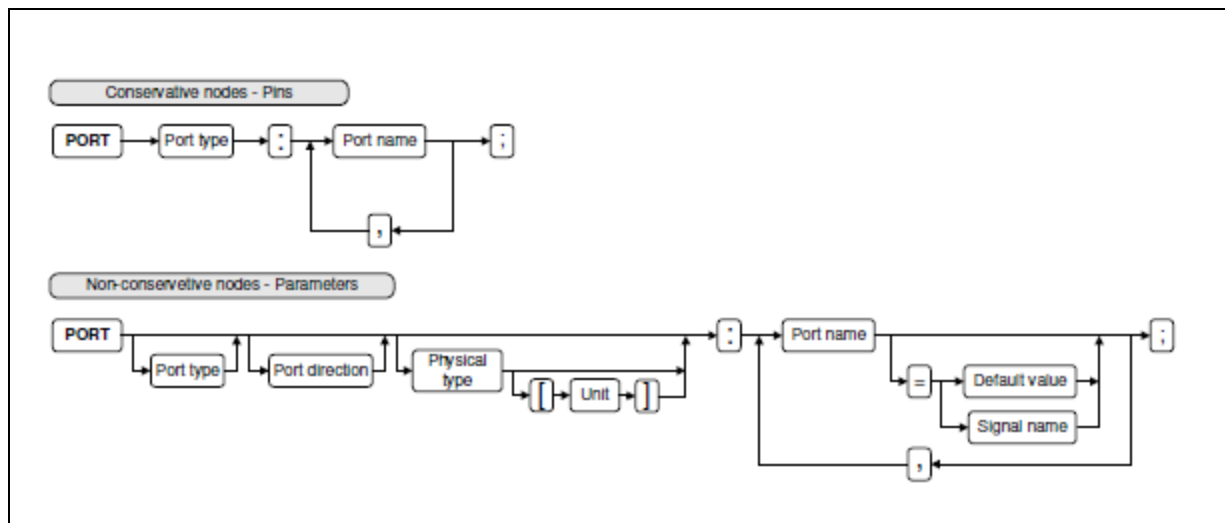 Conservative nodes - Pins
PORT Port type : Port name ;
,
Non-conservetive nodes - Parameters
PORT : Port name ;
Port type Port direction Physical type
[ Unit ] = Default value
Signal name
,